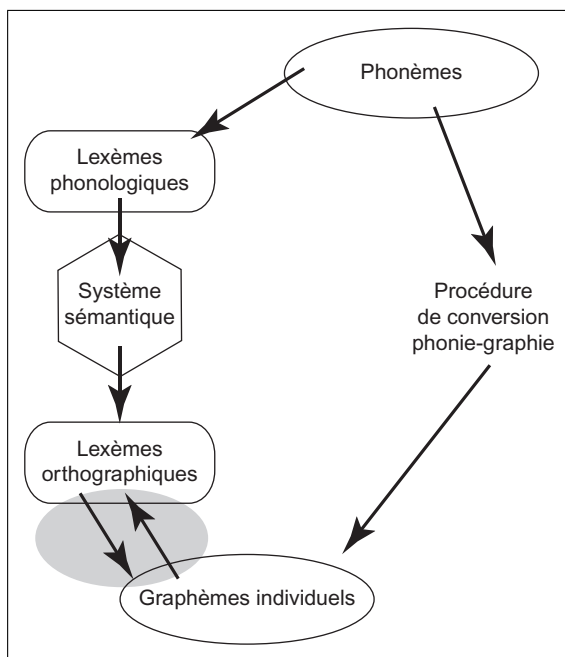 Phonèmes
Lexèmes
phonologiques
Système
sémantique
Procédure
de conversion
phonie-graphie
Lexèmes
orthographiques
Graphèmes individuels